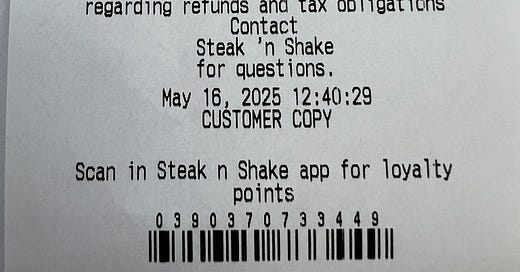 regarding refunds and tax obligations
Contact
Steak 'n Shake
for questions.
May 16, 2025 12:40:29
CUSTOMER COPY
Scan in Steak n Shake app for loyalty
points
0 3 9 0 3 7 0 7 3 3 4 4 9